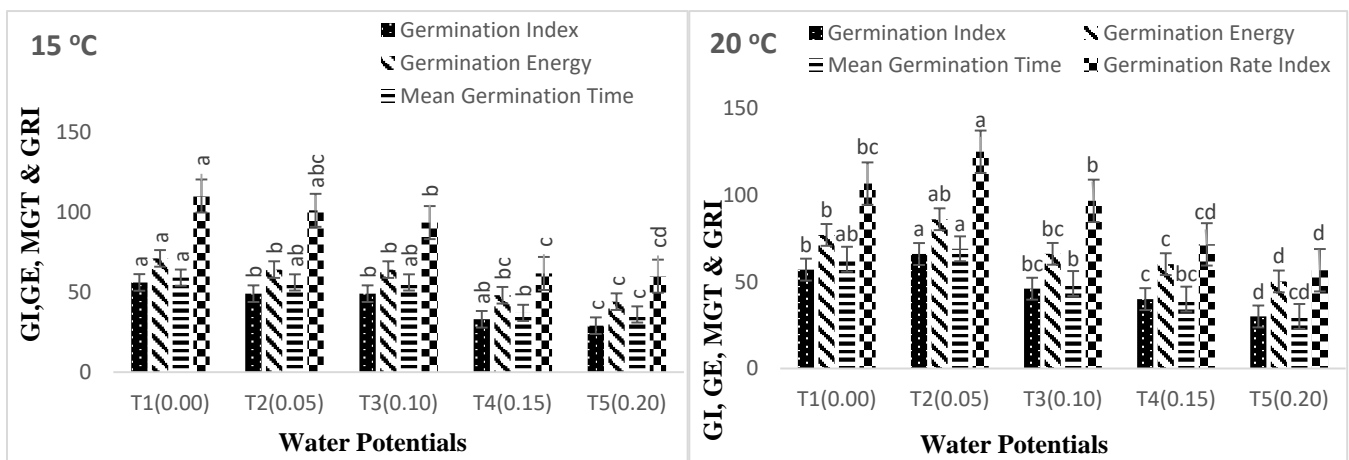 15 °C
Germination Index
Germination Energy
Mean Germination Time
GI,GE, MGT & GRI
150
100
50
0
a a a a
b b ab abc
b b ab b
ab bc b c
c c c cd
T1(0.00) T2(0.05) T3(0.10) T4(0.15) T5(0.20)
Water Potentials
20 °C
Germination Index Germination Energy
Mean Germination Time Germination Rate Index
GI, GE, MGT & GRI
150
100
50
0
b b ab bc
a ab a a
bc bc b b
c c bc cd
d d cd d
T1(0.00) T2(0.05) T3(0.10) T4(0.15) T5(0.20)
Water Potentials